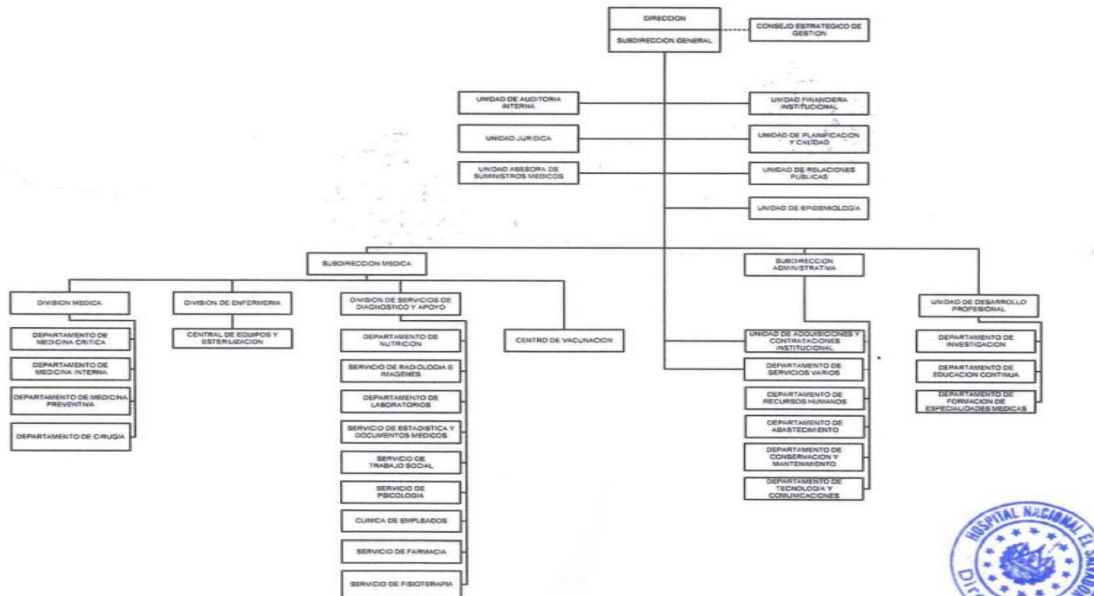 DIRECCION
SUBDIRECCION GENERAL
CONSEJO ESTRATEGICO DE
GESTION
UNIDAD DE AUDITORIA
INTERNA
UNIDAD FINANCIERA
INSTITUCIONAL
UNIDAD JURIDICA
UNIDAD DE PLANIFICACION
Y CALIDAD
UNIDAD ASESORA DE
SUMINISTROS MEDICOS
UNIDAD DE RELACIONES
PUBLICAS
UNIDAD DE EPIDEMIOLOGIA
SUBDIRECCION MEDICA
SUBDIRECCION
ADMINISTRATIVA
DIVISION MEDICA
DEPARTAMENTO DE
MEDICINA CRITICA
DEPARTAMENTO DE
MEDICINA INTERNA
DEPARTAMENTO DE MEDICINA
PREVENTIVA
DEPARTAMENTO DE CIRUGIA
DIVISION DE ENFERMERIA
CENTRAL DE EQUIPOS Y
ESTERILIZACION
DIVISION DE SERVICIOS DE
DIAGNOSTICO Y APOYO
DEPARTAMENTO DE
NUTRICION
SERVICIO DE RADIOLOGIA E
IMAGENES
DEPARTAMENTO DE
LABORATORIOS
SERVICIO DE ESTADISTICA Y
DOCUMENTOS MEDICOS
SERVICIO DE
TRABAJO SOCIAL
SERVICIO DE
PSICOLOGIA
CLINICA DE EMPLEADOS
SERVICIO DE FARMACIA
SERVICIO DE FISIOTERAPIA
CENTRO DE VACUNACION
UNIDAD DE ADQUISICIONES Y
CONTRATACIONES
INSTITUCIONAL
DEPARTAMENTO DE
SERVICIOS VARIOS
DEPARTAMENTO DE
RECURSOS HUMANOS
DEPARTAMENTO DE
ABASTECIMIENTO
DEPARTAMENTO DE
CONSERVACION Y
MANTENIMIENTO
DEPARTAMENTO DE
TECNOLOGIA Y
COMUNICACIONES
UNIDAD DE DESARROLLO
PROFESIONAL
DEPARTAMENTO DE
INVESTIGACION
DEPARTAMENTO DE
EDUCACION CONTINUA
DEPARTAMENTO DE
FORMACION DE
ESPECIALIDADES MEDICAS
HOSPITAL NACIONAL EL SALVADOR